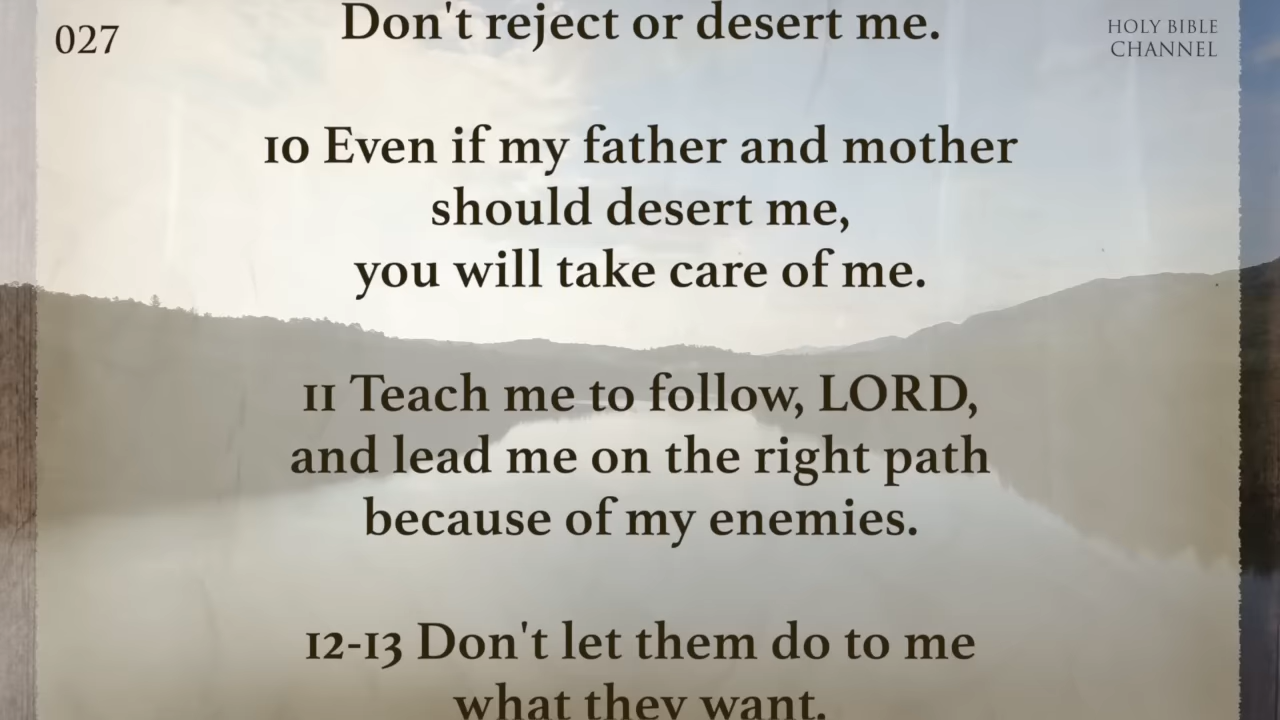 027
HOLY BIBLE
CHANNEL
Don't reject or desert me.
10 Even if my father and mother
should desert me,
you will take care of me.
11 Teach me to follow, LORD,
and lead me on the right path
because of my enemies.
12-13 Don't let them do to me
what they want.